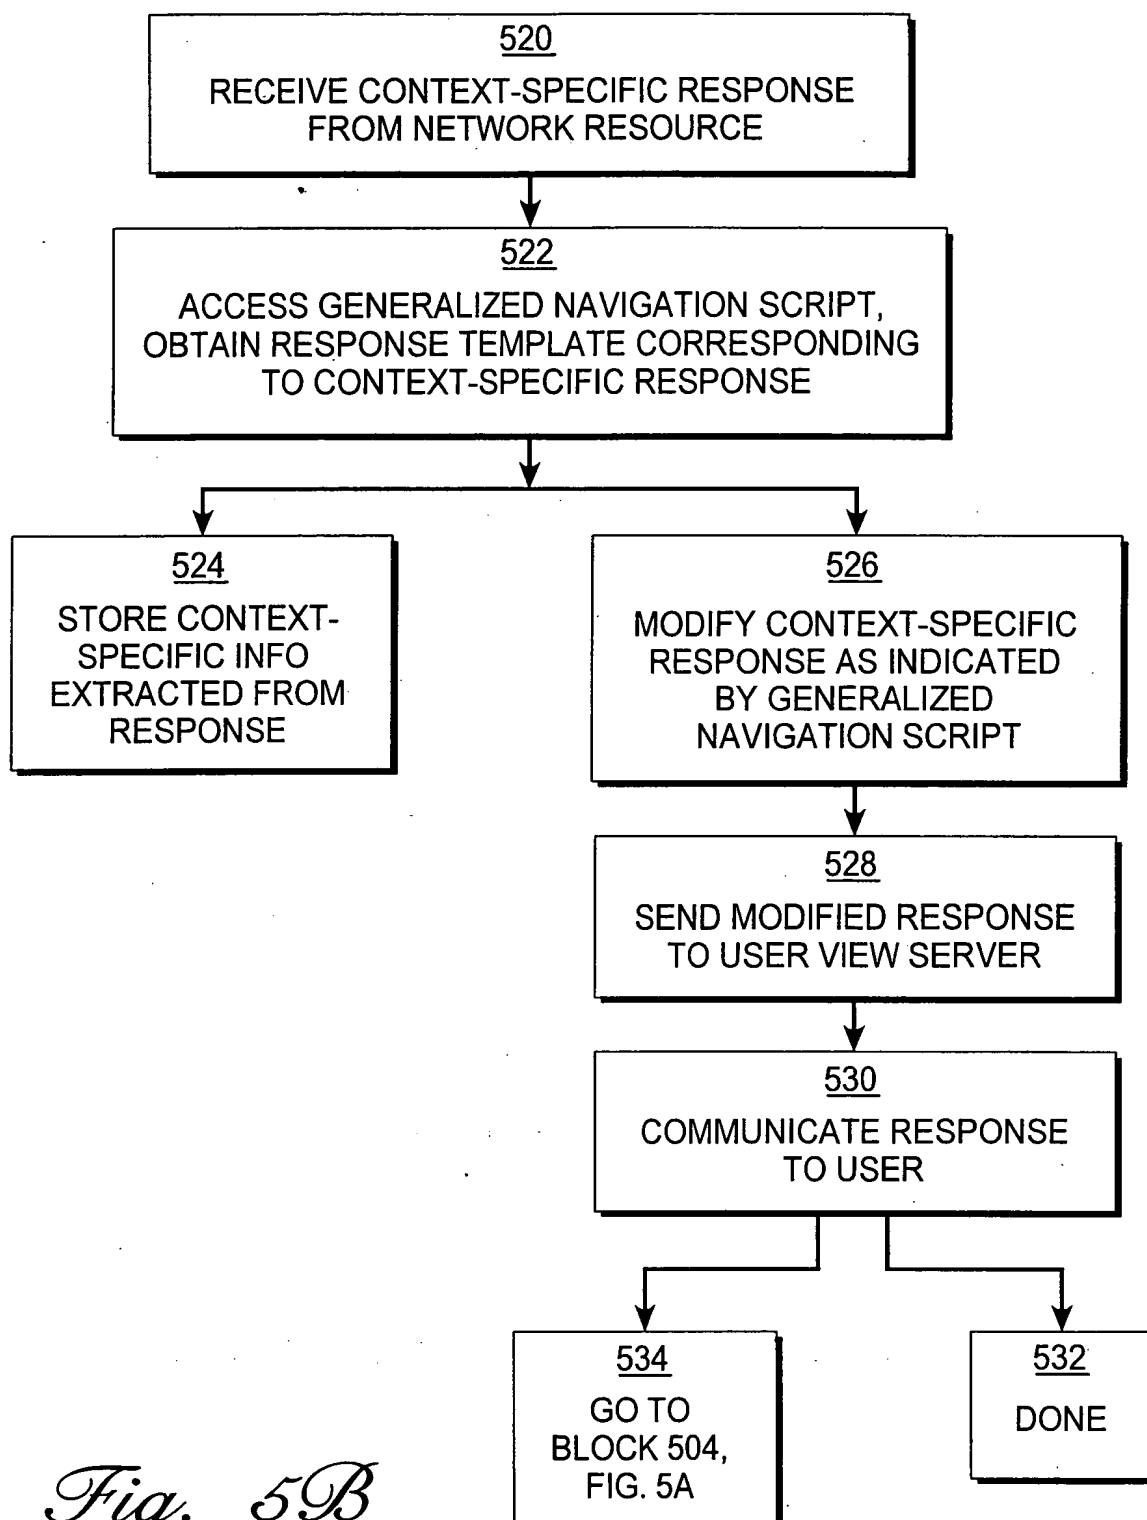 520
RECEIVE CONTEXT-SPECIFIC RESPONSE
FROM NETWORK RESOURCE
522
ACCESS GENERALIZED NAVIGATION SCRIPT,
OBTAIN RESPONSE TEMPLATE CORRESPONDING
TO CONTEXT-SPECIFIC RESPONSE
524
STORE CONTEXT-
SPECIFIC INFO
EXTRACTED FROM
RESPONSE
526
MODIFY CONTEXT-SPECIFIC
RESPONSE AS INDICATED
BY GENERALIZED
NAVIGATION SCRIPT
528
SEND MODIFIED RESPONSE
TO USER VIEW SERVER
530
COMMUNICATE RESPONSE
TO USER
534
GO TO
BLOCK 504,
FIG. 5A
532
DONE
Fig. 5B